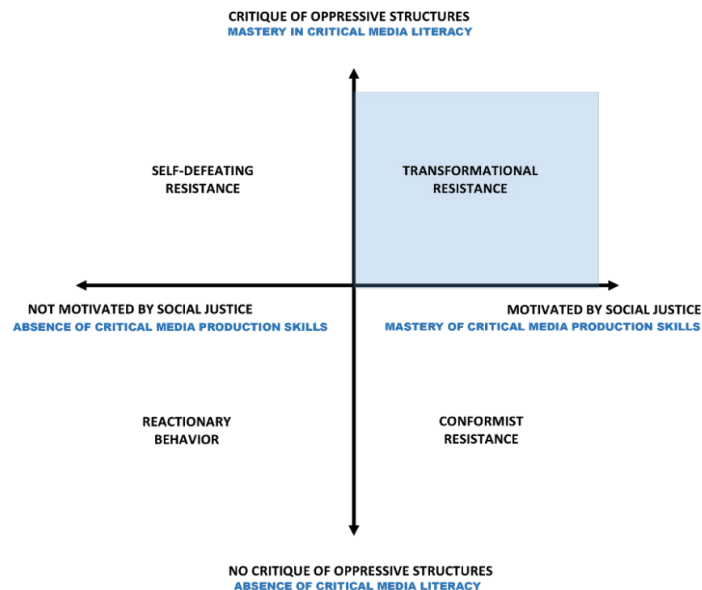 CRITIQUE OF OPPRESSIVE STRUCTURES
MASTERY IN CRITICAL MEDIA LITERACY
SELF-DEFEATING
RESISTANCE
TRANSFORMATIONAL
RESISTANCE
NOT MOTIVATED BY SOCIAL JUSTICE
ABSENCE OF CRITICAL MEDIA PRODUCTION SKILLS
MOTIVATED BY SOCIAL JUSTICE
MASTERY OF CRITICAL MEDIA PRODUCTION SKILLS
REACTIONARY
BEHAVIOR
CONFORMIST
RESISTANCE
NO CRITIQUE OF OPPRESSIVE STRUCTURES
ABSENCE OF CRITICAL MEDIA LITERACY